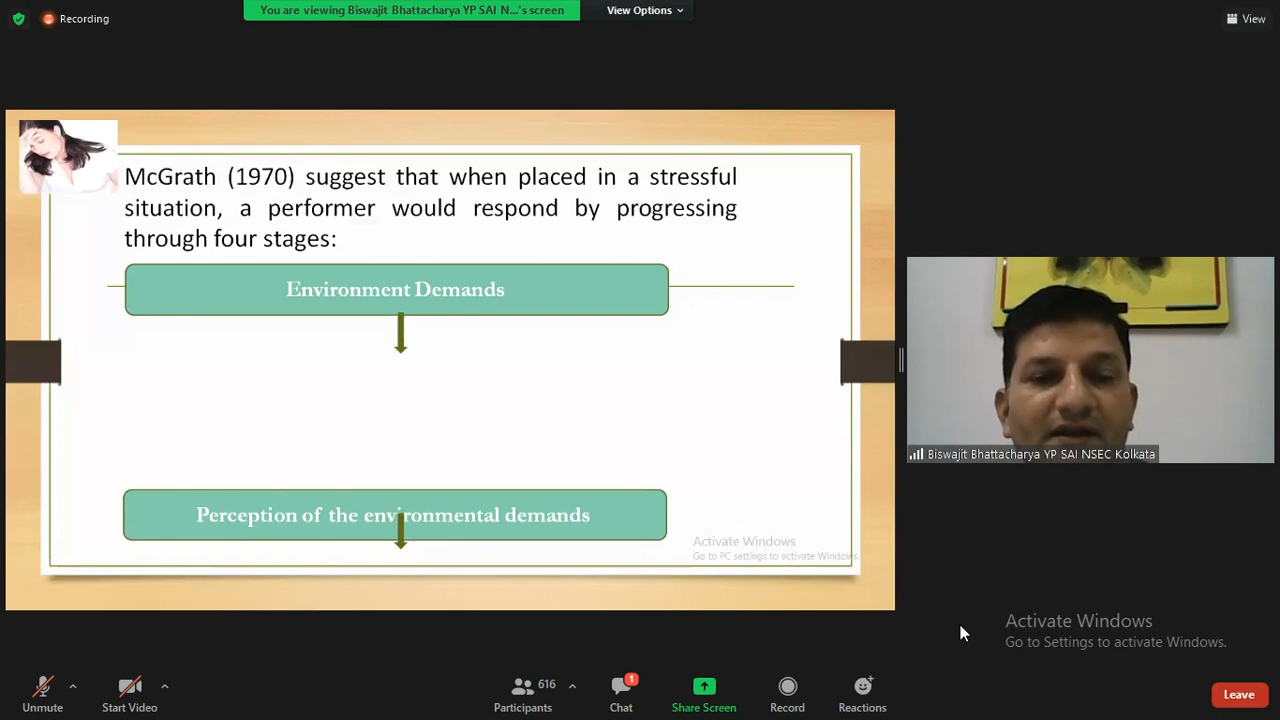 Recording
You are viewing Biswajit Bhattacharya YP SAI N...'s screen
View Options
View
McGrath (1970) suggest that when placed in a stressful
situation, a performer would respond by progressing
through four stages:
Environment Demands
Perception of the environmental demands
Activate Windows
Go to PC settings to activate Windows.
Biswajit Bhattacharya YP SAI NSEC Kolkata
Activate Windows
Go to Settings to activate Windows.
Unmute
Start Video
616
Participants
1
Chat
Share Screen
Record
Reactions
Leave